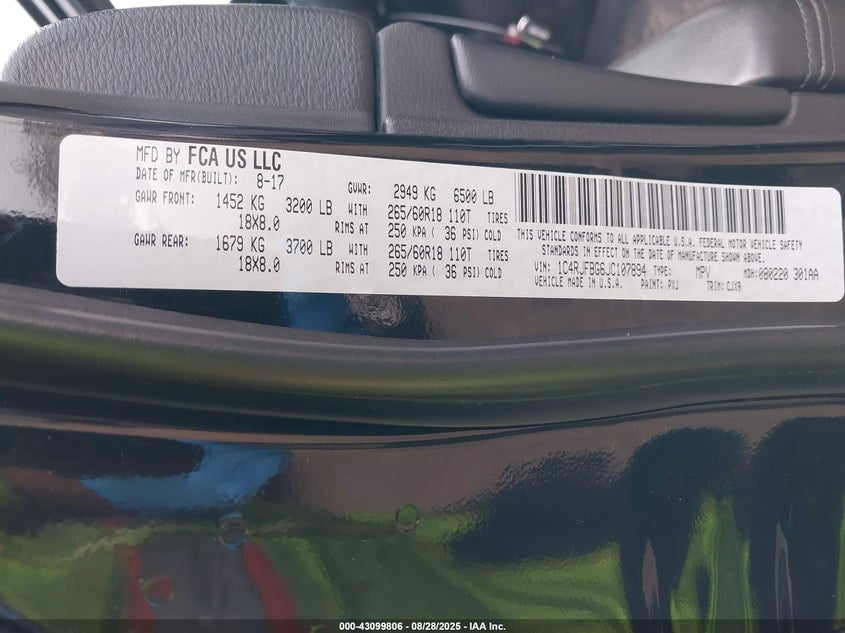 MFD BY FCA US LLC
DATE OF MFR(BUILT): 8-17 GVWR: 2949 KG 6500 LB
GAWR FRONT: 1452 KG 3200 LB WITH 265/60R18 110T TIRES
18X8.0 RIMS AT 250 KPA ( 36 PSI) COLD
GAWR REAR: 1679 KG 3700 LB WITH 265/60R18 110T TIRES
18X8.0 RIMS AT 250 KPA ( 36 PSI) COLD
THIS VEHICLE CONFORMS TO ALL APPLICABLE U.S.A. FEDERAL MOTOR VEHICLE SAFETY
STANDARDS IN EFFECT ON THE DATE OF MANUFACTURE SHOWN ABOVE.
VIN: 1C4RJFBG6JC107894 TYPE: MPV MDH: 080220 301AA
VEHICLE MADE IN U.S.A. PAINT: PXJ TRIM: CJX9
000-43099806 - 08/28/2025 - IAA Inc.